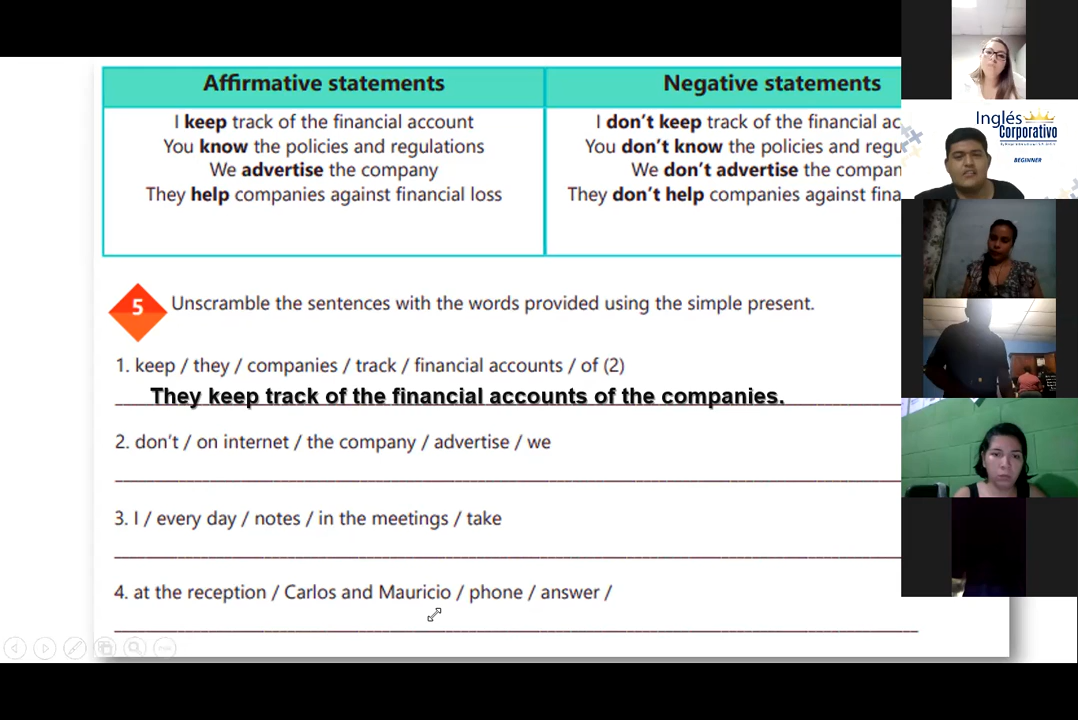 Affirmative statements
I keep track of the financial account
You know the policies and regulations
We advertise the company
They help companies against financial loss
Negative statements
I don't keep track of the financial
You don't know the policies and
We don't advertise the
They don't help companies against
5 Unscramble the sentences with the words provided using the simple present.
1. keep / they / companies / track / financial accounts / of (2)
They keep track of the financial accounts of the companies.
2. don't / on internet / the company / advertise / we
3. I / every day / notes / in the meetings / take
4. at the reception / Carlos and Mauricio / phone / answer /
Inglés
Corporativo
BEGINNER